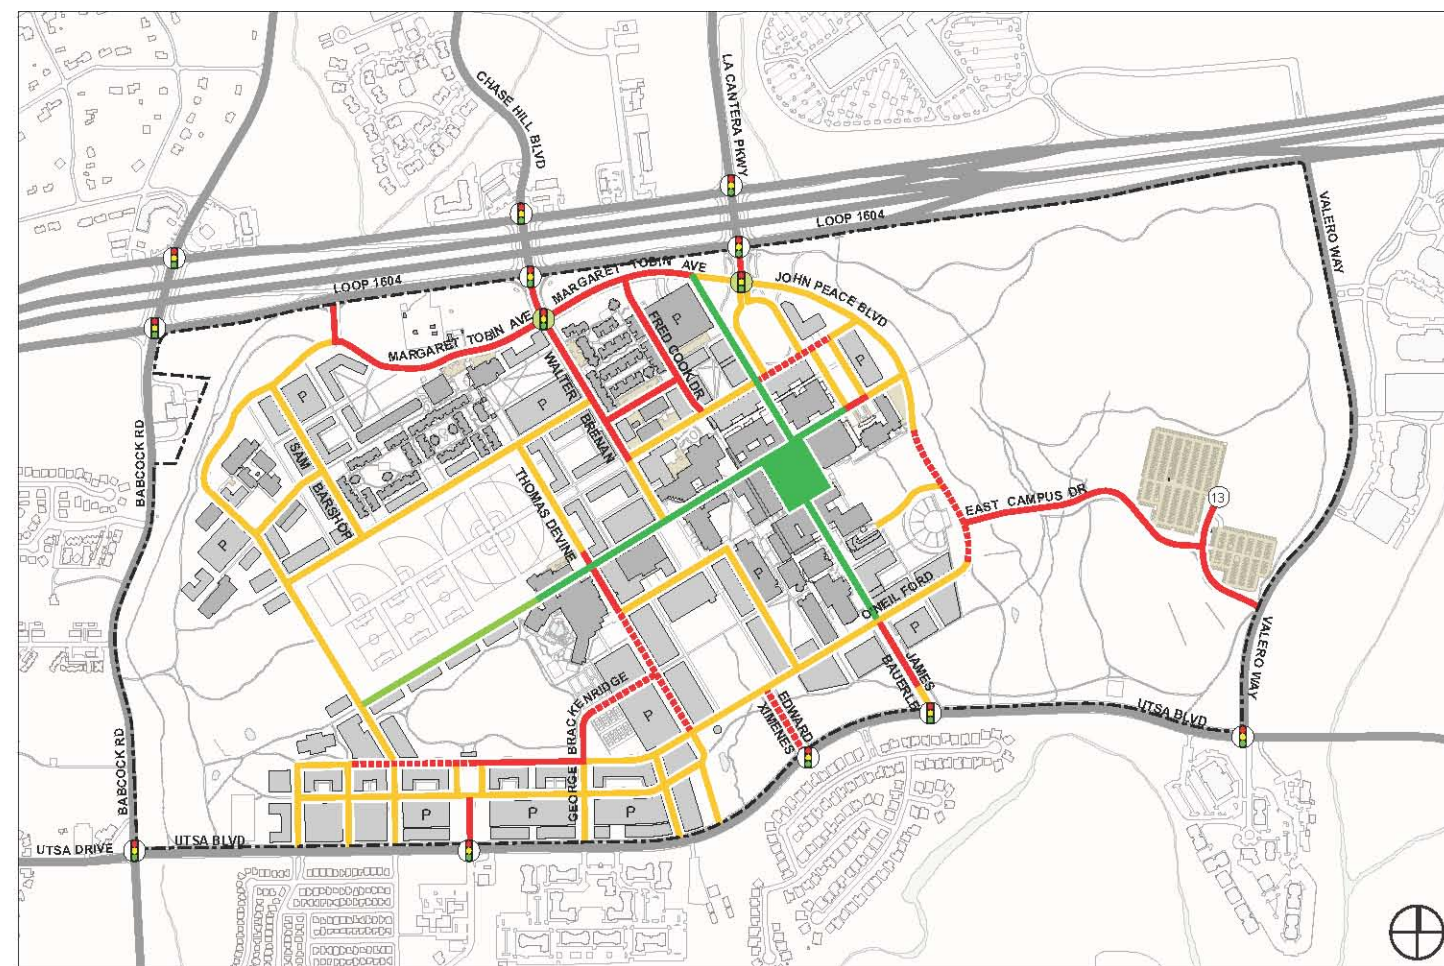 CHASE HILL BLVD
LA CANTERA PKWY
LOOP 1604
VALERO WAY
LOOP 1604
MARGARET TOBIN AVE
JOHN PEACE BLVD
MARGARET TOBIN AVE
P
FRED COOK DR
WALTER
BRENAN
P
P
P
BABCOCK RD
SAM
BARSHOP
THOMAS DEVINE
EAST CAMPUS DR
13
P
P
O'NEIL FORD
P
JAMES
BAUERLE
VALERO WAY
GEORGE BRACKENRIDGE
P
EDWARD
XIMENES
UTSA BLVD
BABCOCK RD
P
P
P
UTSA DRIVE
UTSA BLVD